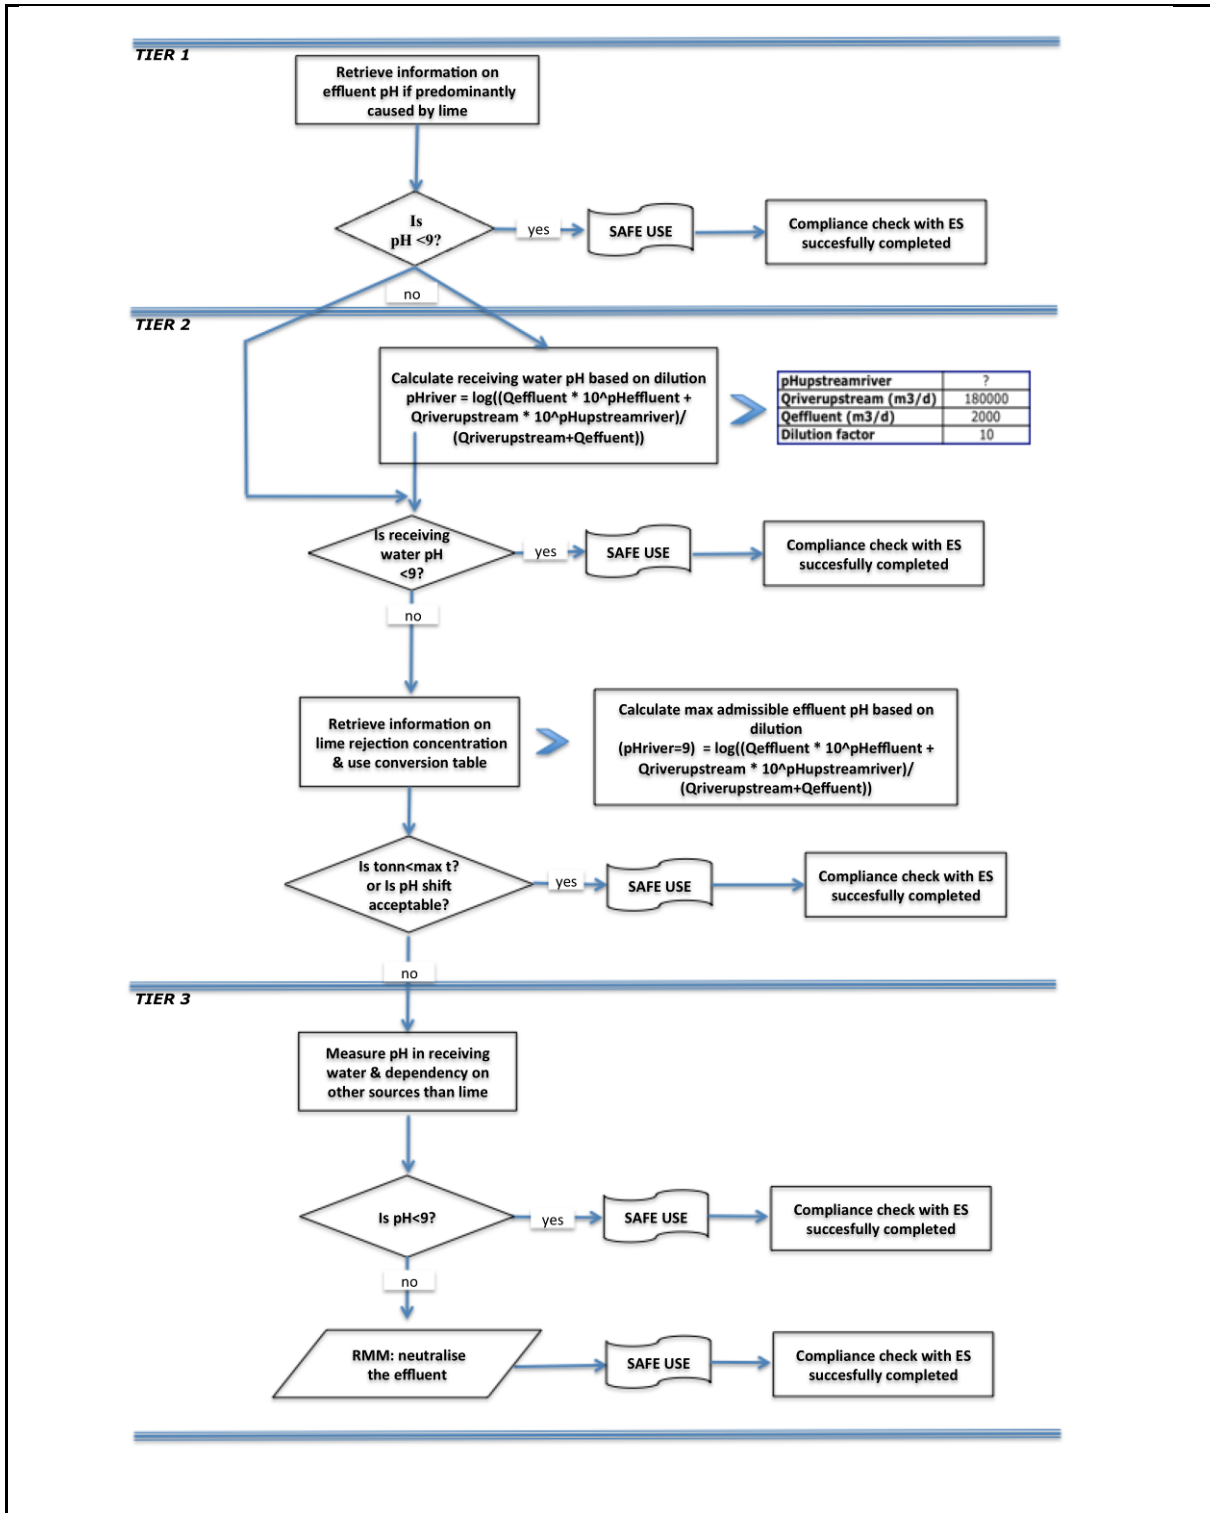 TIER 1
Retrieve information on
effluent pH if predominantly
caused by lime
Is
pH <9?
yes
SAFE USE
Compliance check with ES
succesfully completed
no
TIER 2
Calculate receiving water pH based on dilution
pHriver = log((Qeffluent * 10^pHeffluent +
Qriverupstream * 10^pHupstreamriver)/
(Qriverupstream+Qeffuent))
pHupstreamriver ?
Qriverupstream (m3/d) 180000
Qeffluent (m3/d) 2000
Dilution factor 10
Is receiving
water pH
<9?
yes
SAFE USE
Compliance check with ES
succesfully completed
no
Retrieve information on
lime rejection concentration
& use conversion table
Calculate max admissible effluent pH based on
dilution
(pHriver=9) = log((Qeffluent * 10^pHeffluent +
Qriverupstream * 10^pHupstreamriver)/
(Qriverupstream+Qeffuent))
Is tonn<max t?
or Is pH shift
acceptable?
yes
SAFE USE
Compliance check with ES
succesfully completed
no
TIER 3
Measure pH in receiving
water & dependency on
other sources than lime
Is pH<9?
yes
SAFE USE
Compliance check with ES
succesfully completed
no
RMM: neutralise
the effluent
SAFE USE
Compliance check with ES
succesfully completed